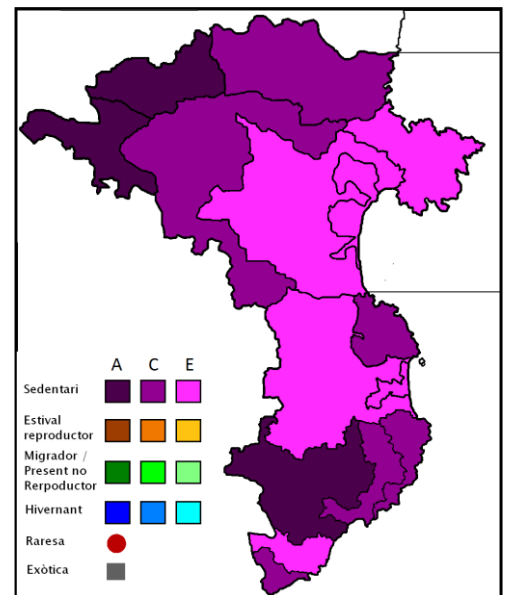 A C E
Sedentari
Estival
reproductor
Migrador /
Present no
Rerpoductor
Hivernant
Raresa
Exòtica